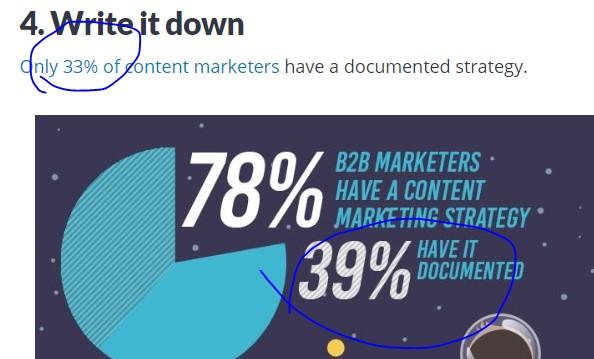 4. Write it down
Only 33% of content marketers have a documented strategy.
78% B2B MARKETERS
HAVE A CONTENT
MARKETING STRATEGY
39% HAVE IT
DOCUMENTED